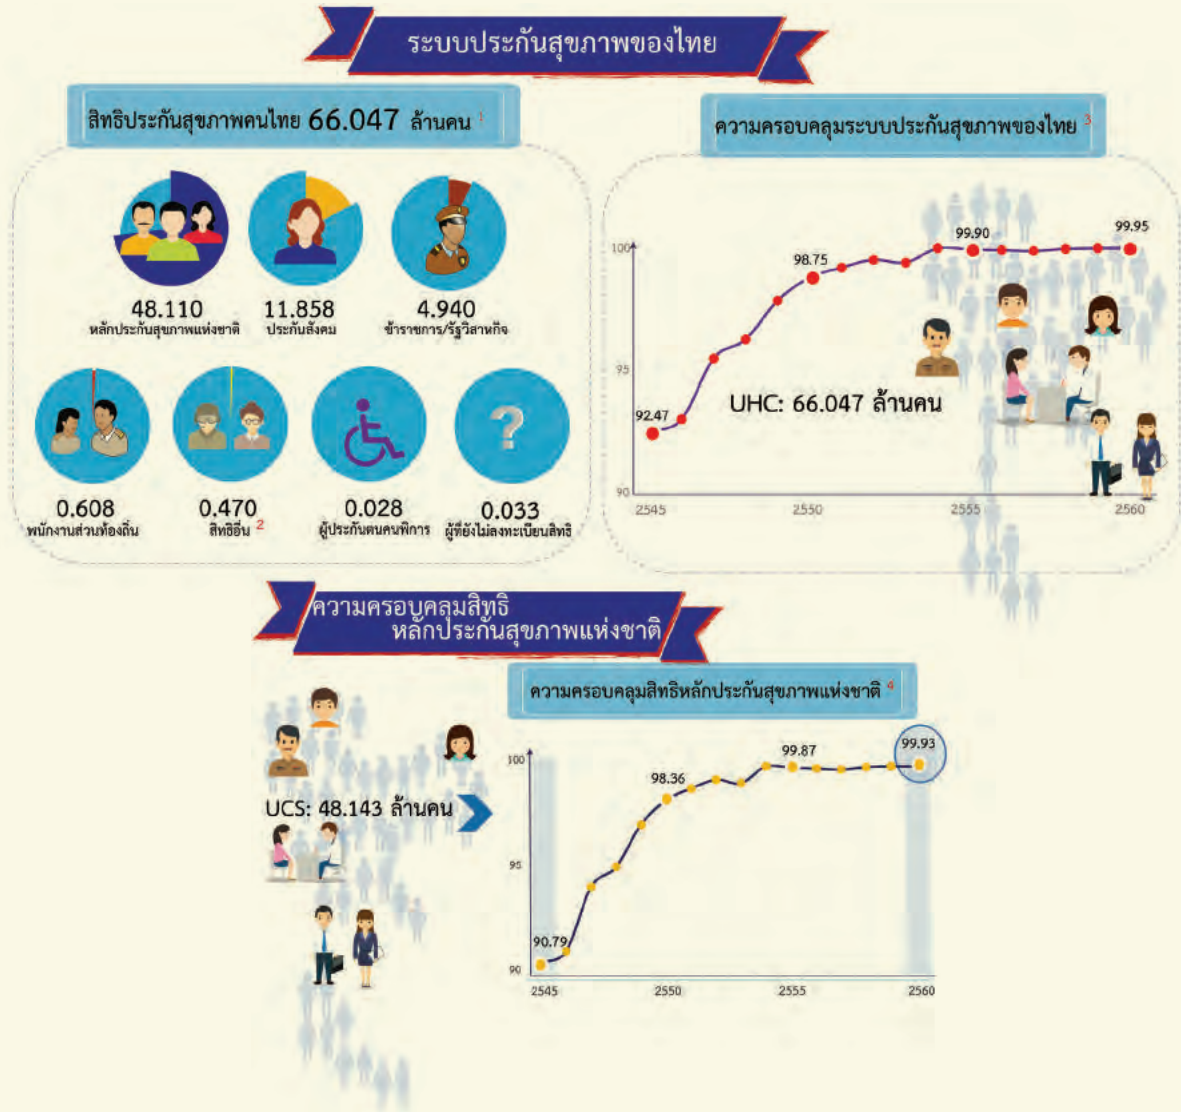 ระบบประกันสุขภาพของไทย
สิทธิประกันสุขภาพคนไทย 66.047 ล้านคน 1
48.110
หลักประกันสุขภาพแห่งชาติ
11.858
ประกันสังคม
4.940
ข้าราชการ/รัฐวิสาหกิจ
0.608
พนักงานส่วนท้องถิ่น
0.470
สิทธิอื่น 2
0.028
ผู้ประกันตนคนพิการ
?
0.033
ผู้ที่ยังไม่ลงทะเบียนสิทธิ
ความครอบคลุมระบบประกันสุขภาพของไทย 3
100
95
90
92.47
98.75
99.90
99.95
UHC: 66.047 ล้านคน
2545
2550
2555
2560
ความครอบคลุมสิทธิ
หลักประกันสุขภาพแห่งชาติ
ความครอบคลุมสิทธิหลักประกันสุขภาพแห่งชาติ 4
UCS: 48.143 ล้านคน
100
95
90
90.79
98.36
99.87
99.93
2545
2550
2555
2560